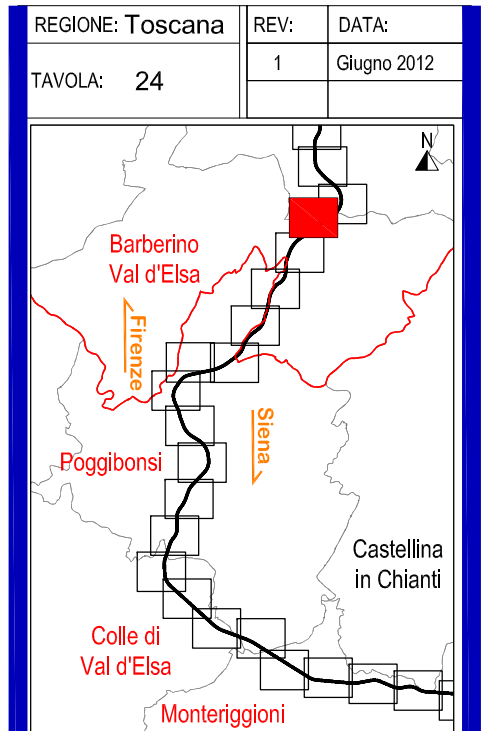 REGIONE: Toscana
REV:
DATA:
TAVOLA: 24
1
Giugno 2012
N
Barberino
Val d'Elsa
Firenze
Siena
Poggibonsi
Castellina
in Chianti
Colle di
Val d'Elsa
Monteriggioni